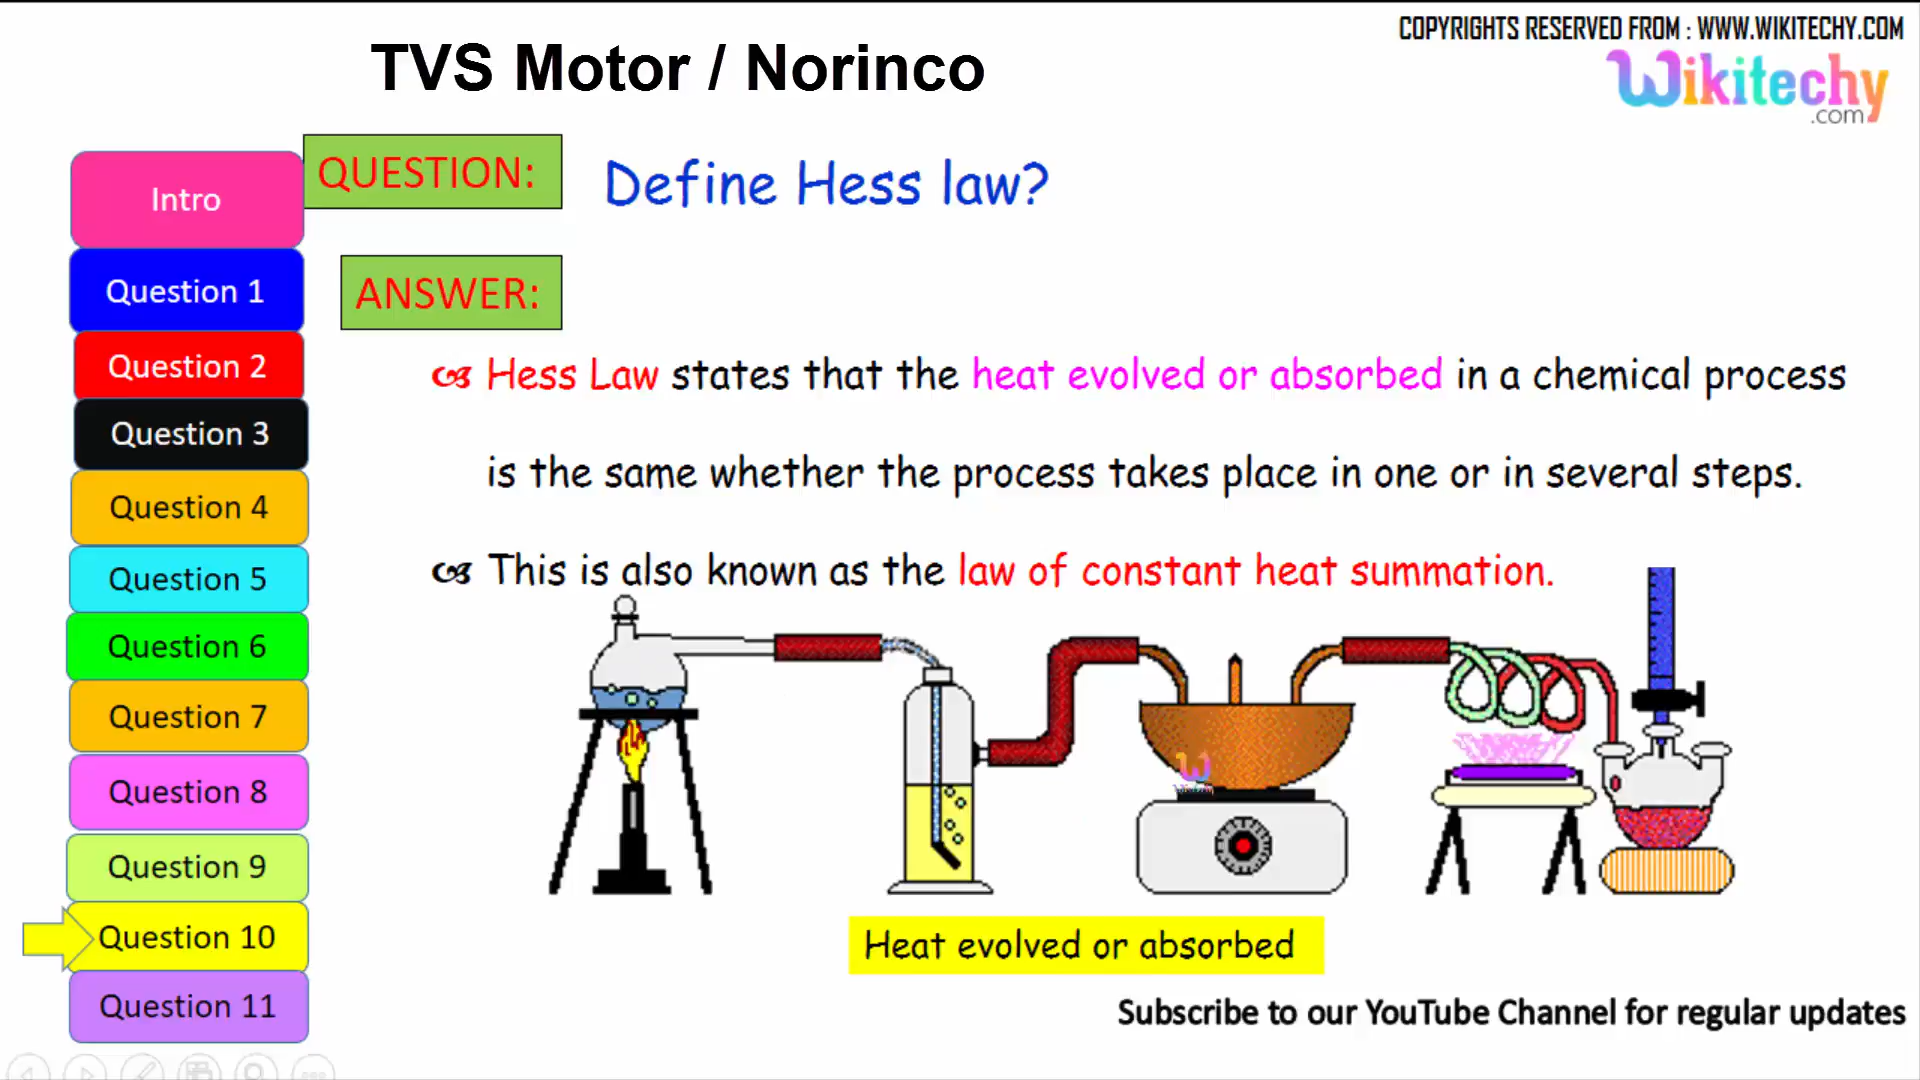 COPYRIGHTS RESERVED FROM : WWW.WIKITECHY.COM
TVS Motor / Norinco
Wikitechy
.com
QUESTION:
Define Hess law?
Intro
Question 1
ANSWER:
Question 2
Hess Law states that the heat evolved or absorbed in a chemical process
Question 3
is the same whether the process takes place in one or in several steps.
Question 4
Question 5
This is also known as the law of constant heat summation.
Question 6
Question 7
Question 8
Question 9
Question 10
Heat evolved or absorbed
Question 11
Subscribe to our YouTube Channel for regular updates